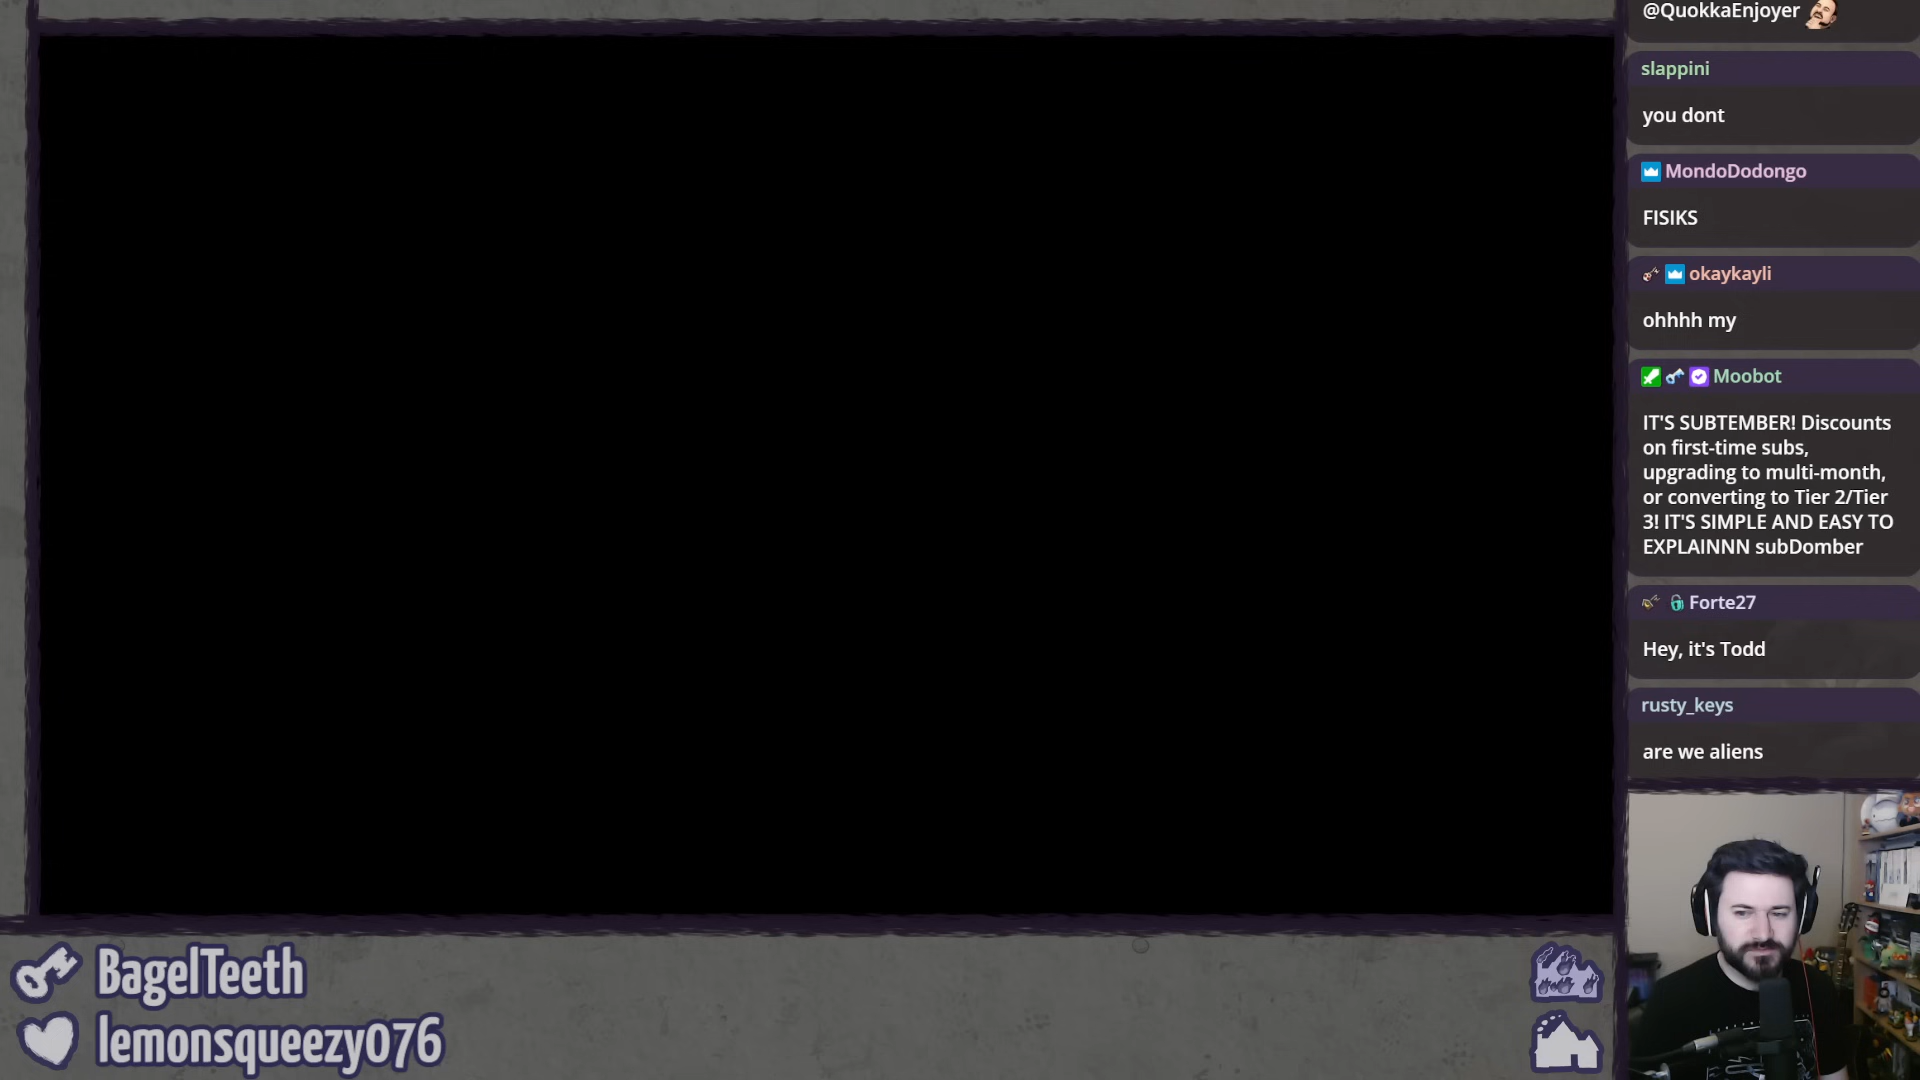 @QuokkaEnjoyer
slappini
you dont
MondoDodongo
FISIKS
okaykayli
ohhhh my
Moobot
IT'S SUBTEMBER! Discounts
on first-time subs,
upgrading to multi-month,
or converting to Tier 2/Tier
3! IT'S SIMPLE AND EASY TO
EXPLAINNN subDomber
Forte27
Hey, it's Todd
rusty_keys
are we aliens
BagelTeeth
lemonsqueezy076